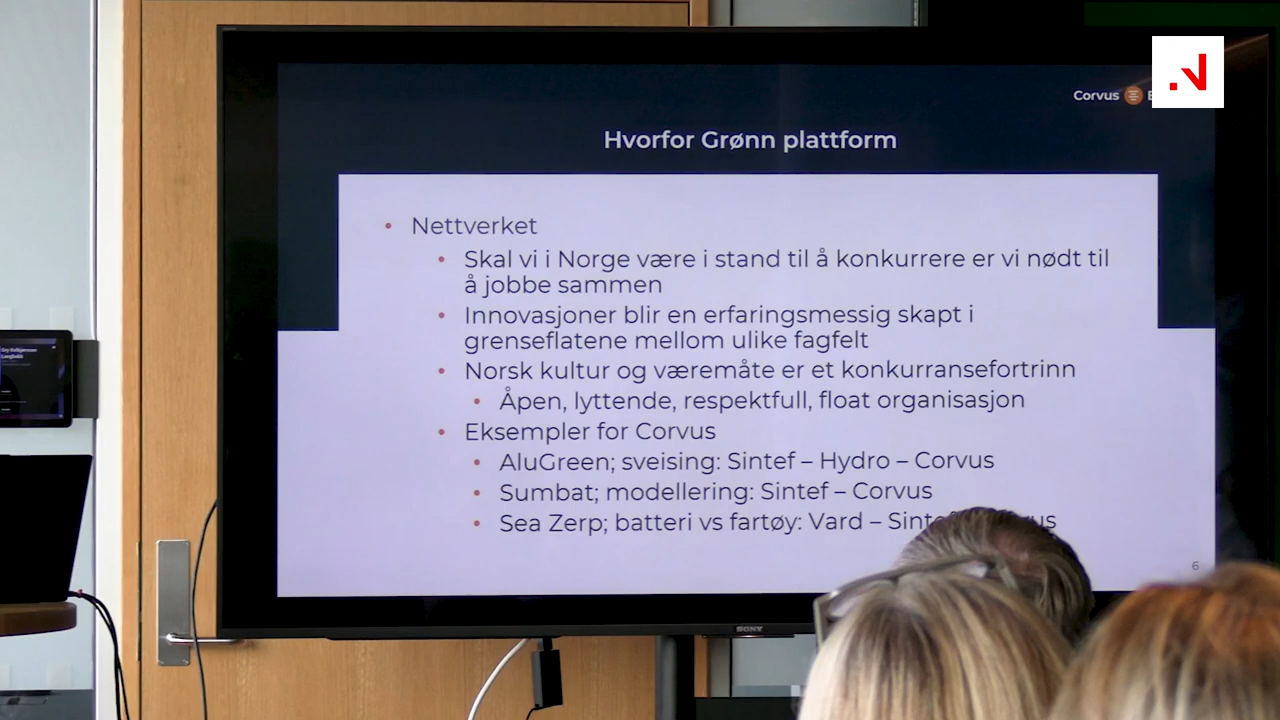 Corvus
Hvorfor Grønn plattform
• Nettverket
• Skal vi i Norge være i stand til å konkurrere er vi nødt til
å jobbe sammen
• Innovasjoner blir en erfaringsmessig skapt i
grenseflatene mellom ulike fagfelt
• Norsk kultur og væremåte er et konkurransefortrinn
• Åpen, lyttende, respektfull, float organisasjon
• Eksempler for Corvus
• AluGreen; sveising: Sintef – Hydro – Corvus
• Sumbat; modellering: Sintef – Corvus
• Sea Zerp; batteri vs fartøy: Vard –
6
SONY